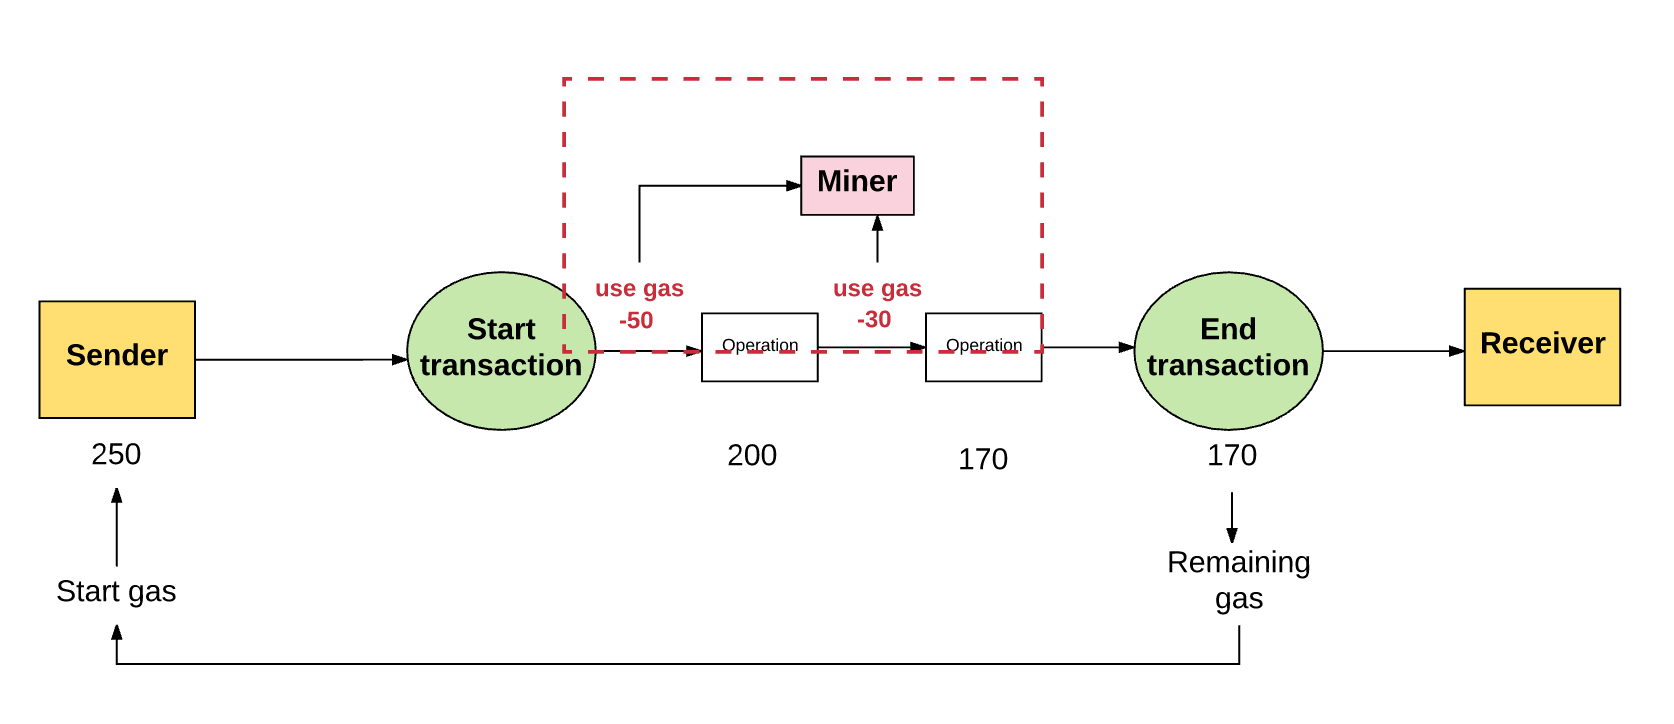 Miner
use gas
-50
use gas
-30
Sender
Start
transaction
Operation
Operation
End
transaction
Receiver
250
200
170
170
Start gas
Remaining
gas